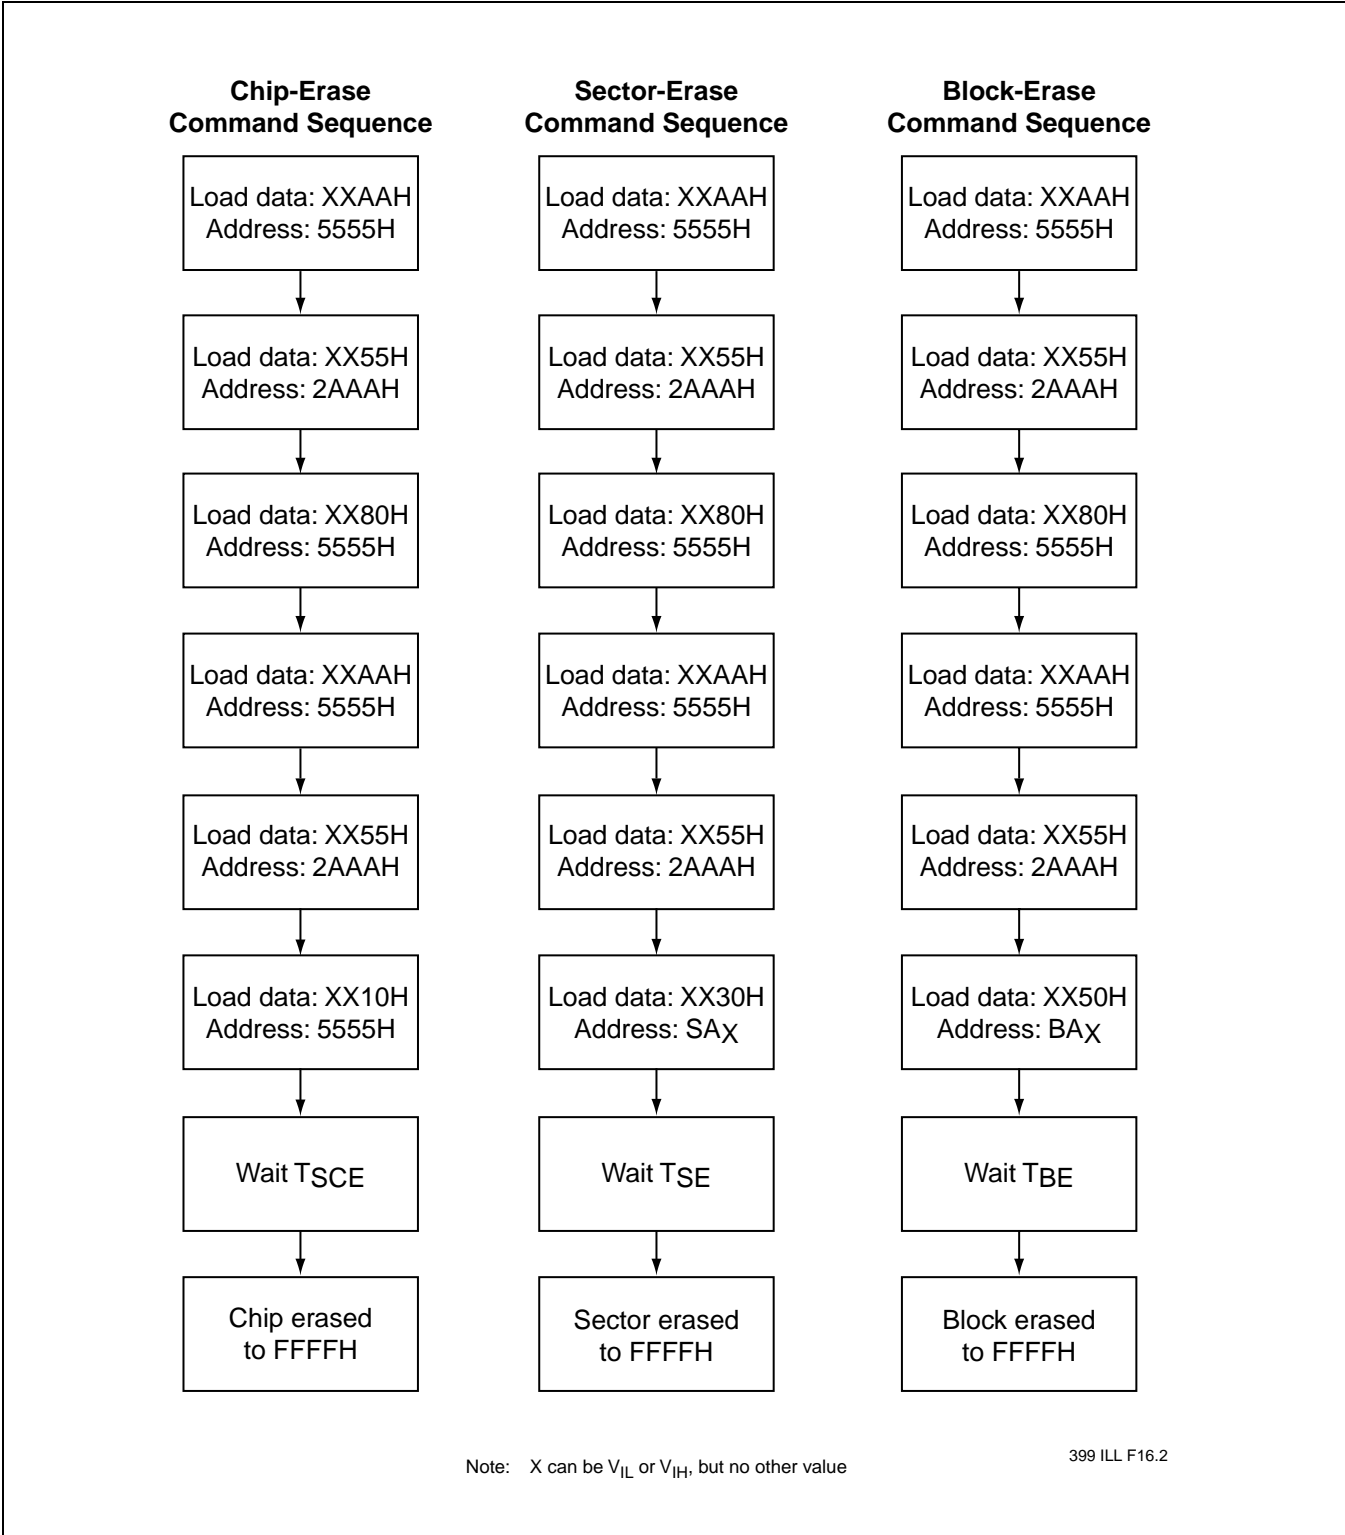 Chip-Erase
Command Sequence
Load data: XXAAH
Address: 5555H
Load data: XX55H
Address: 2AAAH
Load data: XX80H
Address: 5555H
Load data: XXAAH
Address: 5555H
Load data: XX55H
Address: 2AAAH
Load data: XX10H
Address: 5555H
Wait TSCE
Chip erased
to FFFFH
Sector-Erase
Command Sequence
Load data: XXAAH
Address: 5555H
Load data: XX55H
Address: 2AAAH
Load data: XX80H
Address: 5555H
Load data: XXAAH
Address: 5555H
Load data: XX55H
Address: 2AAAH
Load data: XX30H
Address: SAX
Wait TSE
Sector erased
to FFFFH
Block-Erase
Command Sequence
Load data: XXAAH
Address: 5555H
Load data: XX55H
Address: 2AAAH
Load data: XX80H
Address: 5555H
Load data: XXAAH
Address: 5555H
Load data: XX55H
Address: 2AAAH
Load data: XX50H
Address: BAX
Wait TBE
Block erased
to FFFFH
Note: X can be VIL or VIH, but no other value
399 ILL F16.2